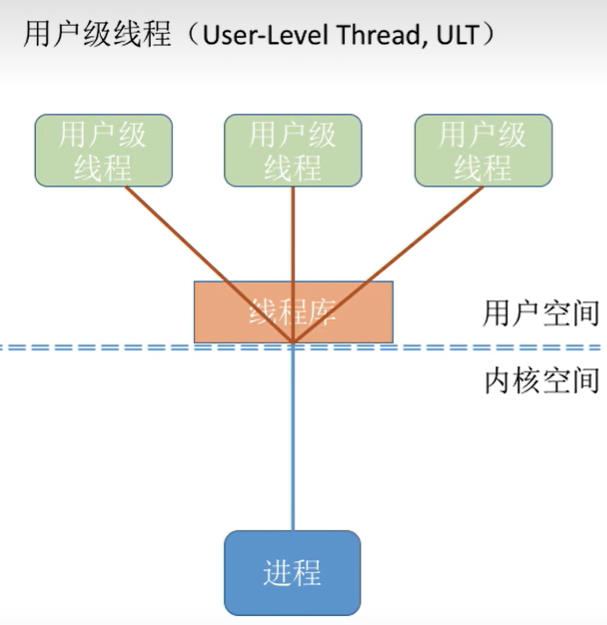 用户级线程（User-Level Thread, ULT）
用户级
线程
用户级
线程
用户级
线程
线程库
用户空间
内核空间
进程